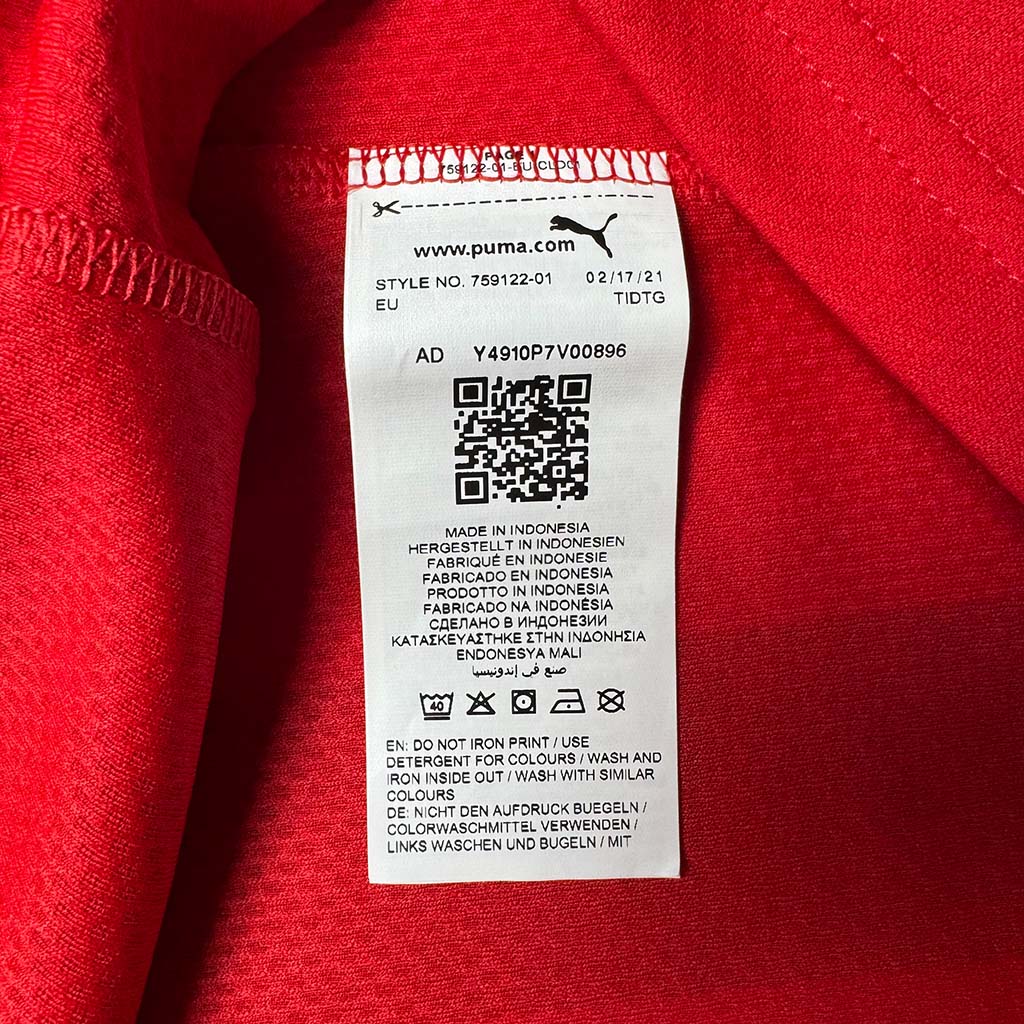 PAGE
759122-01-EU-CLO01
www.puma.com
STYLE NO. 759122-01 02/17/21
EU TIDTG
AD Y4910P7V00896
MADE IN INDONESIA
HERGESTELLT IN INDONESIEN
FABRIQUÉ EN INDONESIE
FABRICADO EN INDONESIA
PRODOTTO IN INDONESIA
FABRICADO NA INDONÉSIA
СДЕЛАНО В ИНДОНЕЗИИ
ΚΑΤΑΣΚΕΥΑΣΤΗΚΕ ΣΤΗΝ ΙΝΔΟΝΗΣΙΑ
ENDONESYA MALI
صنع في إندونيسيا
40
EN: DO NOT IRON PRINT / USE
DETERGENT FOR COLOURS / WASH AND
IRON INSIDE OUT / WASH WITH SIMILAR
COLOURS
DE: NICHT DEN AUFDRUCK BUEGELN /
COLORWASCHMITTEL VERWENDEN /
LINKS WASCHEN UND BUGELN / MIT